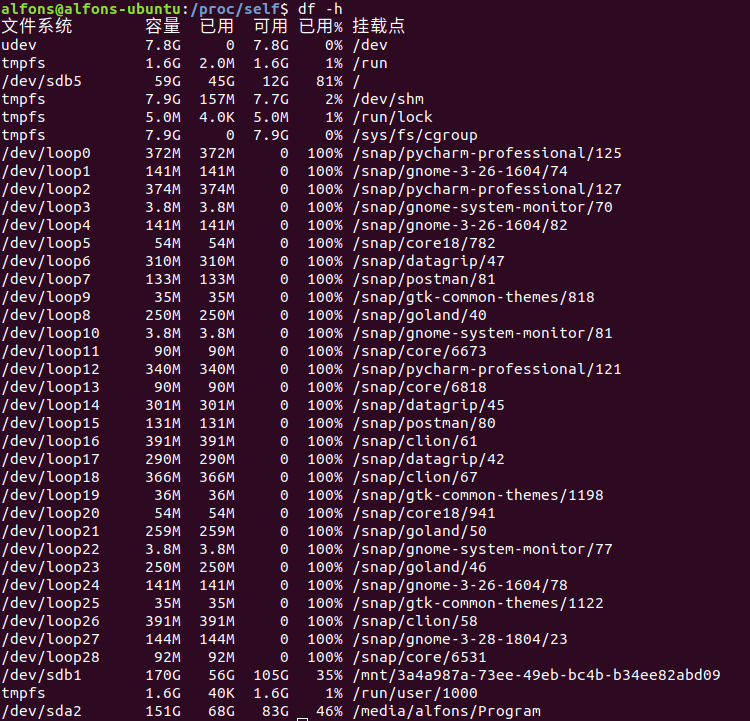 alfons@alfons-ubuntu:/proc/self$ df -h
文件系统 容量 已用 可用 已用% 挂载点
udev 7.8G 0 7.8G 0% /dev
tmpfs 1.6G 2.0M 1.6G 1% /run
/dev/sdb5 59G 45G 12G 81% /
tmpfs 7.9G 157M 7.7G 2% /dev/shm
tmpfs 5.0M 4.0K 5.0M 1% /run/lock
tmpfs 7.9G 0 7.9G 0% /sys/fs/cgroup
/dev/loop0 372M 372M 0 100% /snap/pycharm-professional/125
/dev/loop1 141M 141M 0 100% /snap/gnome-3-26-1604/74
/dev/loop2 374M 374M 0 100% /snap/pycharm-professional/127
/dev/loop3 3.8M 3.8M 0 100% /snap/gnome-system-monitor/70
/dev/loop4 141M 141M 0 100% /snap/gnome-3-26-1604/82
/dev/loop5 54M 54M 0 100% /snap/core18/782
/dev/loop6 310M 310M 0 100% /snap/datagrip/47
/dev/loop7 133M 133M 0 100% /snap/postman/81
/dev/loop9 35M 35M 0 100% /snap/gtk-common-themes/818
/dev/loop8 250M 250M 0 100% /snap/goland/40
/dev/loop10 3.8M 3.8M 0 100% /snap/gnome-system-monitor/81
/dev/loop11 90M 90M 0 100% /snap/core/6673
/dev/loop12 340M 340M 0 100% /snap/pycharm-professional/121
/dev/loop13 90M 90M 0 100% /snap/core/6818
/dev/loop14 301M 301M 0 100% /snap/datagrip/45
/dev/loop15 131M 131M 0 100% /snap/postman/80
/dev/loop16 391M 391M 0 100% /snap/clion/61
/dev/loop17 290M 290M 0 100% /snap/datagrip/42
/dev/loop18 366M 366M 0 100% /snap/clion/67
/dev/loop19 36M 36M 0 100% /snap/gtk-common-themes/1198
/dev/loop20 54M 54M 0 100% /snap/core18/941
/dev/loop21 259M 259M 0 100% /snap/goland/50
/dev/loop22 3.8M 3.8M 0 100% /snap/gnome-system-monitor/77
/dev/loop23 250M 250M 0 100% /snap/goland/46
/dev/loop24 141M 141M 0 100% /snap/gnome-3-26-1604/78
/dev/loop25 35M 35M 0 100% /snap/gtk-common-themes/1122
/dev/loop26 391M 391M 0 100% /snap/clion/58
/dev/loop27 144M 144M 0 100% /snap/gnome-3-28-1804/23
/dev/loop28 92M 92M 0 100% /snap/core/6531
/dev/sdb1 170G 56G 105G 35% /mnt/3a4a987a-73ee-49eb-bc4b-b34ee82abd09
tmpfs 1.6G 40K 1.6G 1% /run/user/1000
/dev/sda2 151G 68G 83G 46% /media/alfons/Program